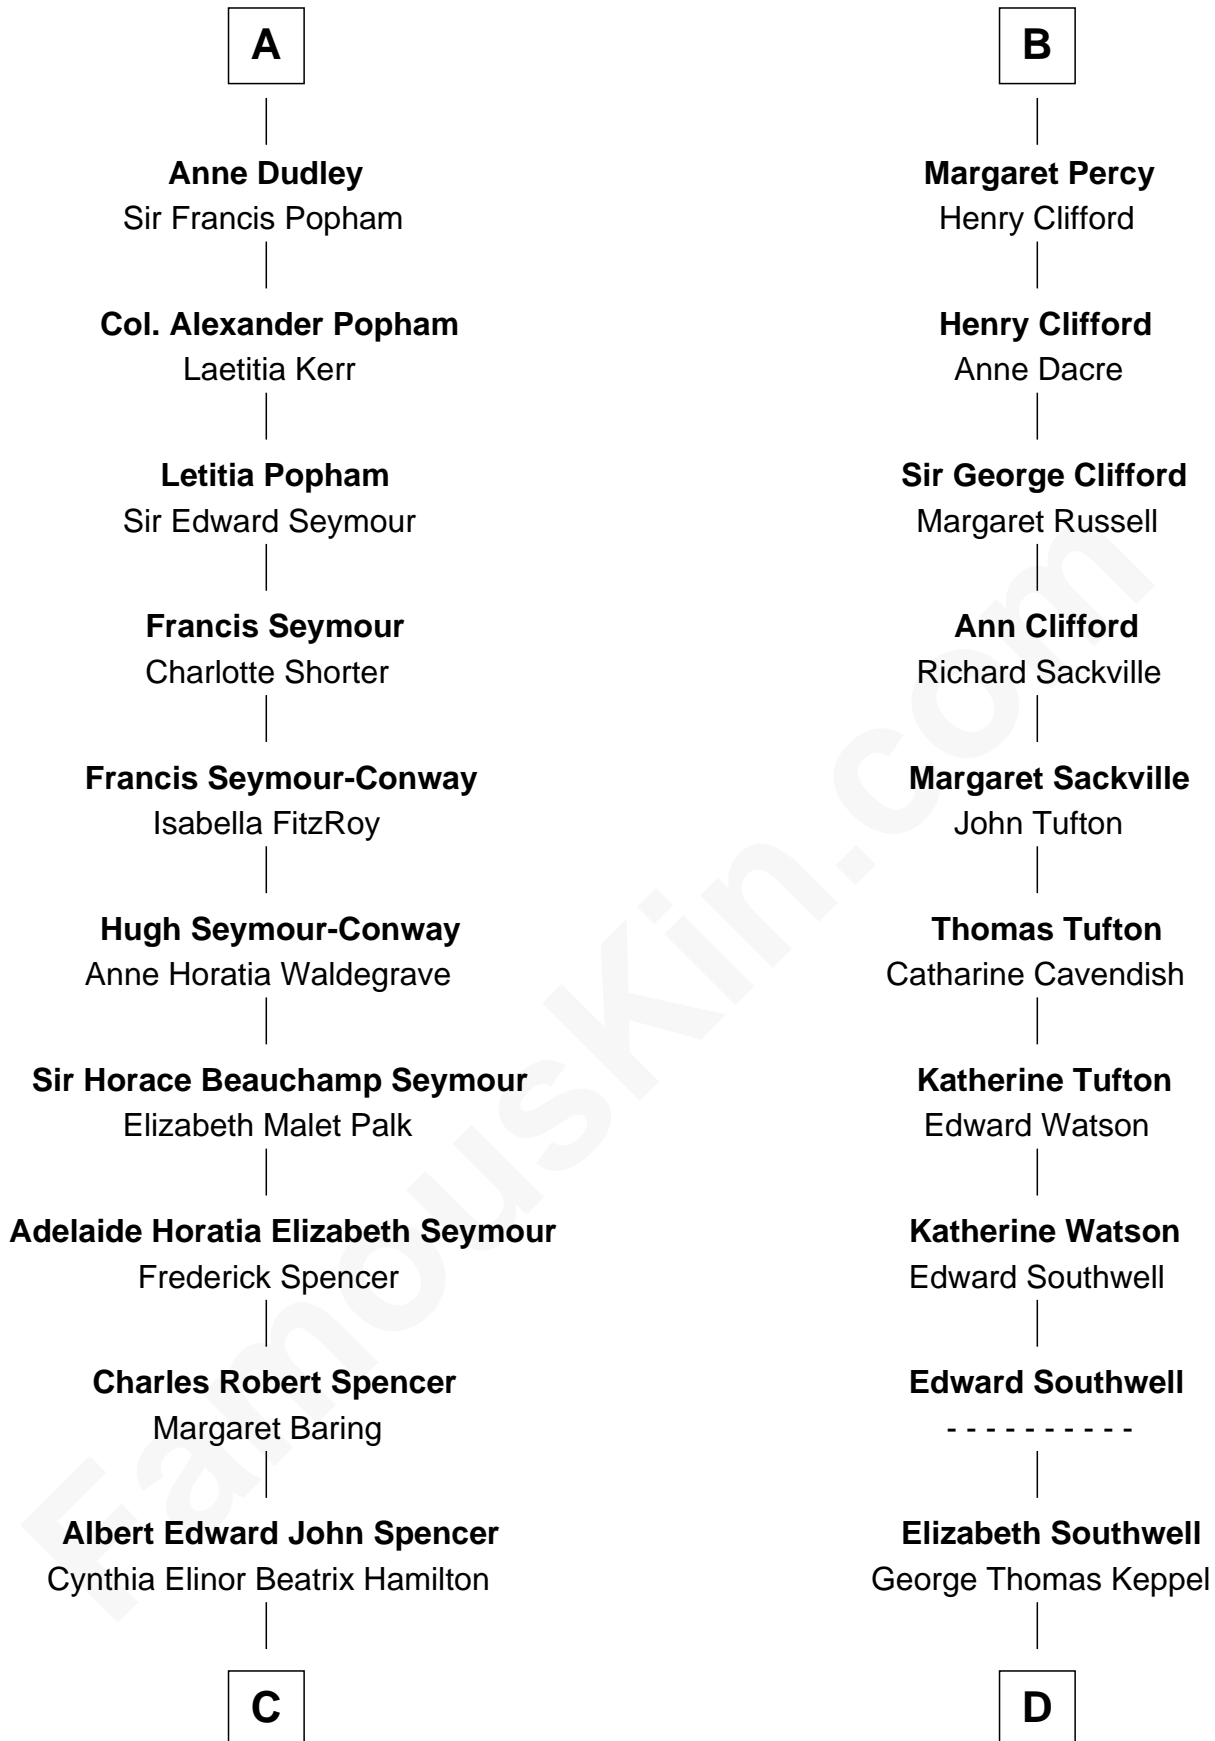 A
Anne Dudley
Sir Francis Popham
Col. Alexander Popham
Laetitia Kerr
Letitia Popham
Sir Edward Seymour
Francis Seymour
Charlotte Shorter
Francis Seymour-Conway
Isabella FitzRoy
Hugh Seymour-Conway
Anne Horatia Waldegrave
Sir Horace Beauchamp Seymour
Elizabeth Malet Palk
Adelaide Horatia Elizabeth Seymour
Frederick Spencer
Charles Robert Spencer
Margaret Baring
Albert Edward John Spencer
Cynthia Elinor Beatrix Hamilton
C
B
Margaret Percy
Henry Clifford
Henry Clifford
Anne Dacre
Sir George Clifford
Margaret Russell
Ann Clifford
Richard Sackville
Margaret Sackville
John Tufton
Thomas Tufton
Catharine Cavendish
Katherine Tufton
Edward Watson
Katherine Watson
Edward Southwell
Edward Southwell
- - - - - - - - - -
Elizabeth Southwell
George Thomas Keppel
D
FamousKin.com